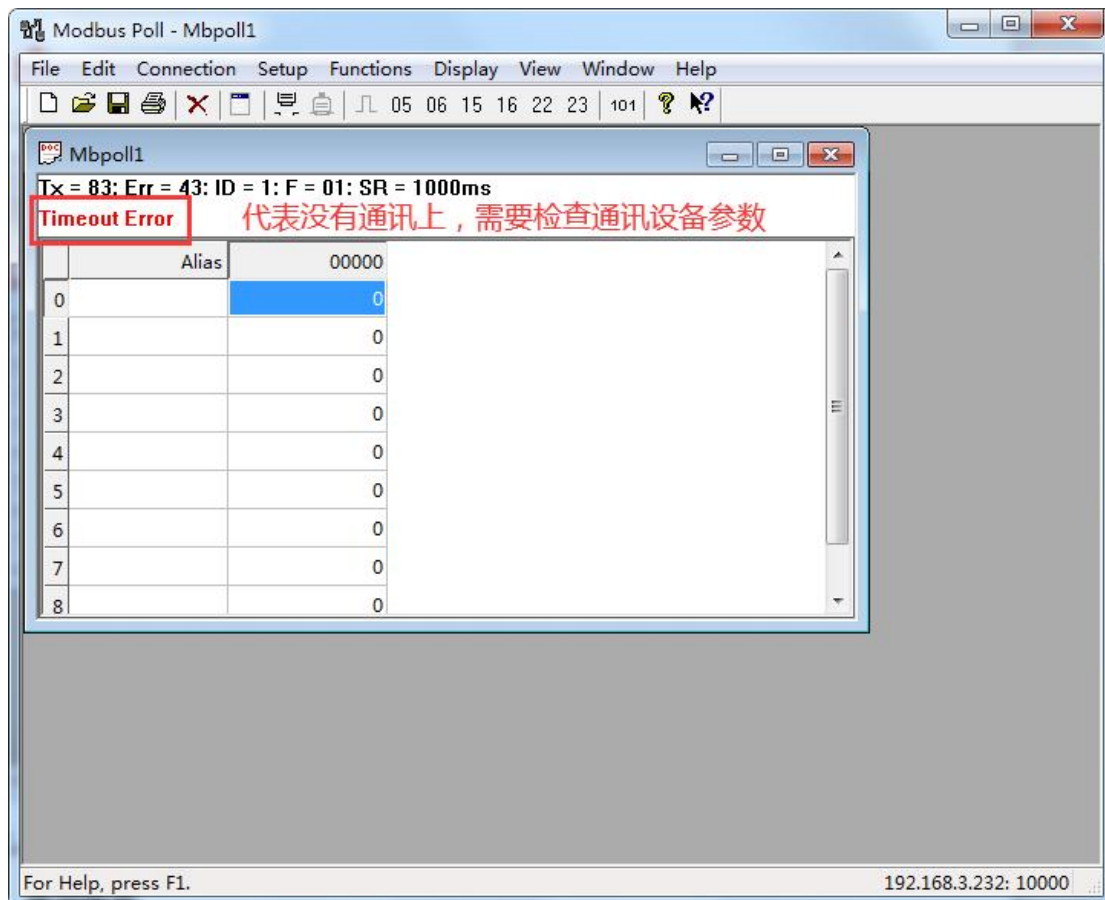 Modbus Poll - Mbpoll1
File Edit Connection Setup Functions Display View Window Help
05 06 15 16 22 23 101
Mbpoll1
Tx = 83: Err = 43: ID = 1: F = 01: SR = 1000ms
Timeout Error 代表没有通讯上，需要检查通讯设备参数
Alias 00000
0 0
1 0
2 0
3 0
4 0
5 0
6 0
7 0
8 0
For Help, press F1. 192.168.3.232: 10000